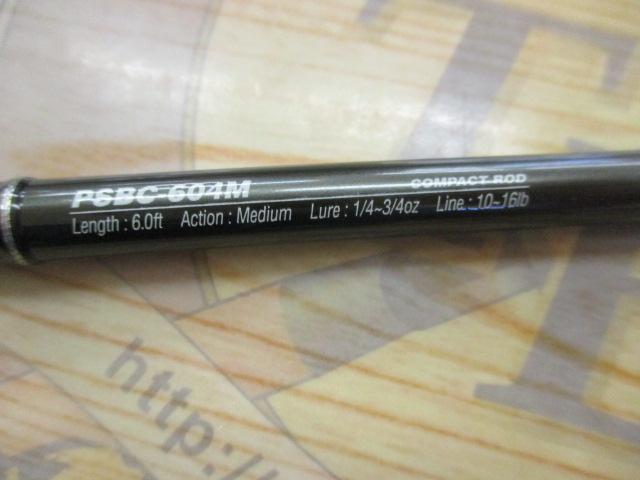 PSBC-604M COMPACT ROD
Length : 6.0ft Action : Medium Lure : 1/4~3/4oz Line : 10~16lb
http://